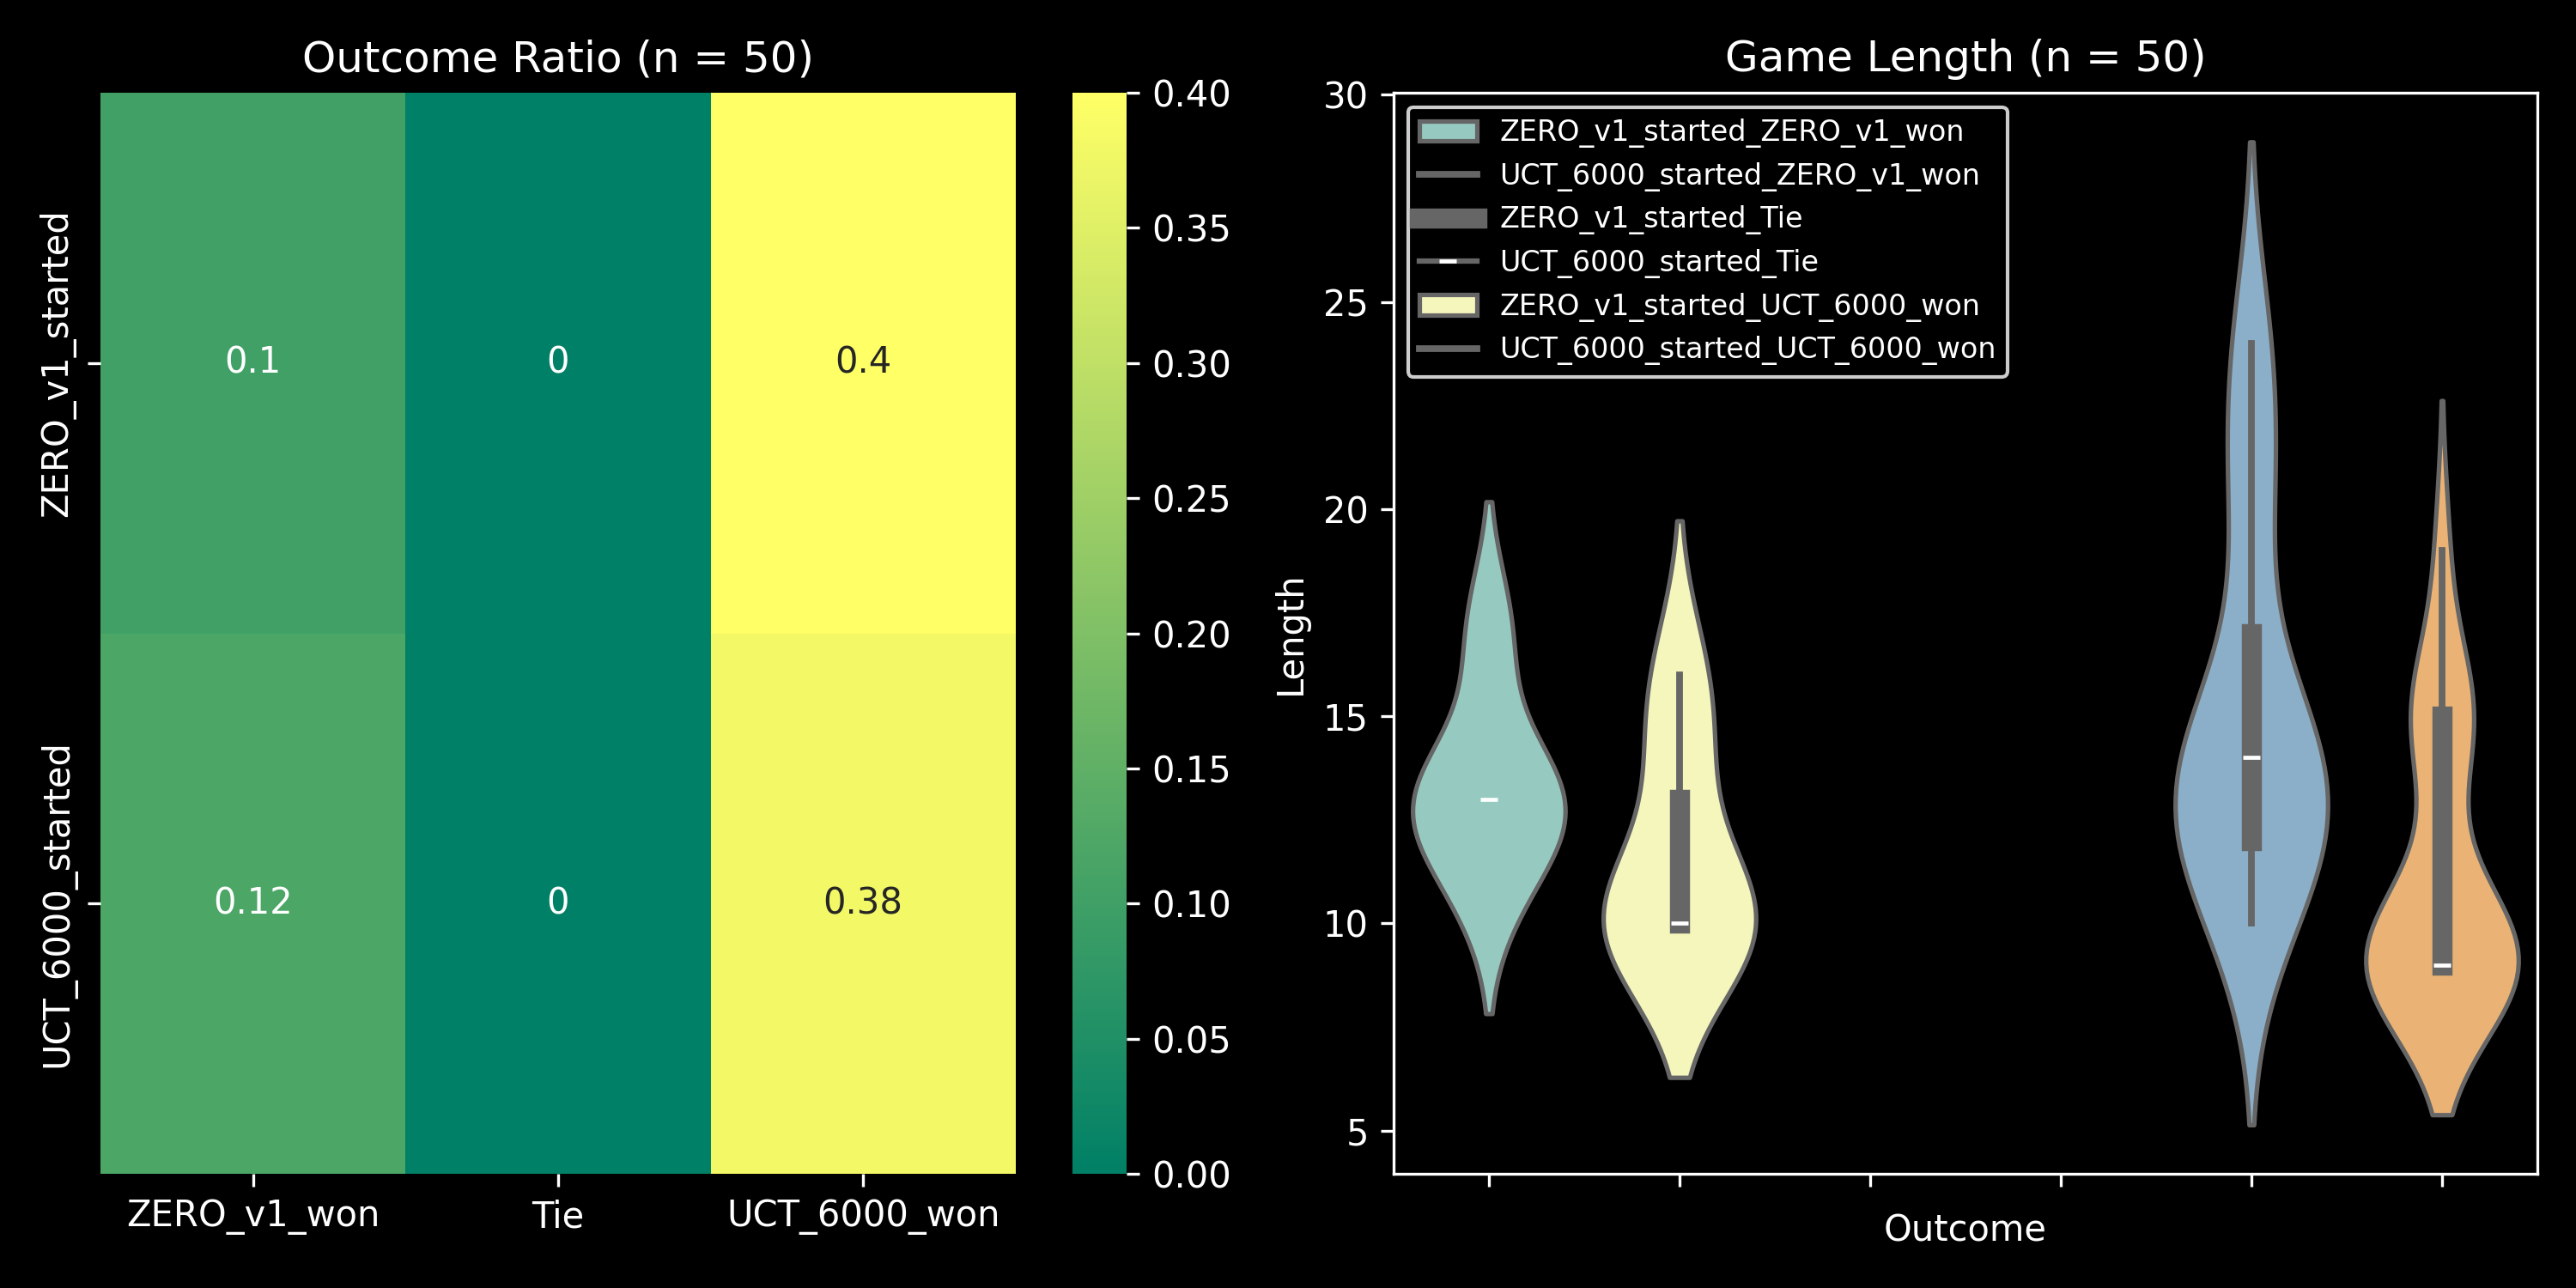 Outcome Ratio (n = 50)
ZERO_v1_started
UCT_6000_started
0.1
0
0.4
0.12
0
0.38
ZERO_v1_won
Tie
UCT_6000_won
0.40
0.35
0.30
0.25
0.20
0.15
0.10
0.05
0.00
Game Length (n = 50)
Length
30
25
20
15
10
5
ZERO_v1_started_ZERO_v1_won
UCT_6000_started_ZERO_v1_won
ZERO_v1_started_Tie
UCT_6000_started_Tie
ZERO_v1_started_UCT_6000_won
UCT_6000_started_UCT_6000_won
Outcome